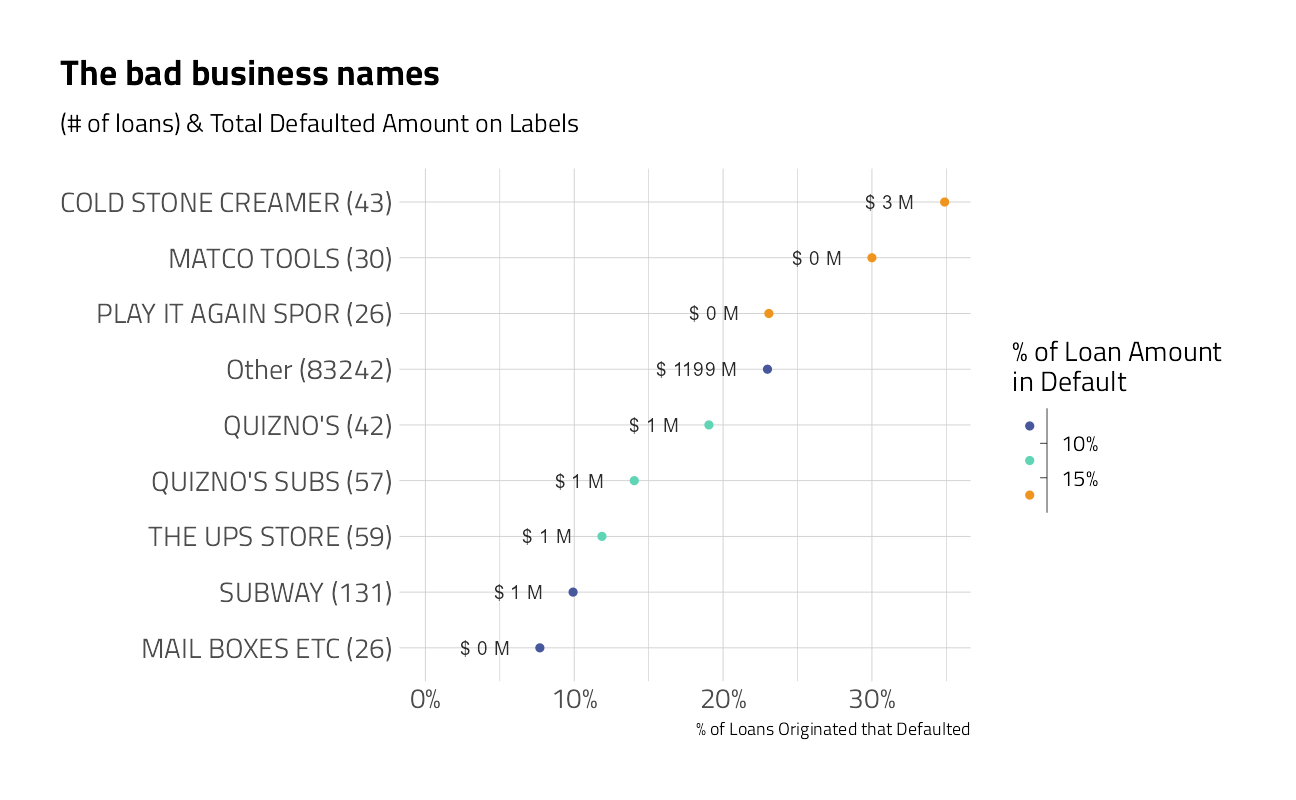 The bad business names
(# of loans) & Total Defaulted Amount on Labels
COLD STONE CREAMER (43)
$ 3 M
MATCO TOOLS (30)
$ 0 M
PLAY IT AGAIN SPOR (26)
$ 0 M
Other (83242)
$ 1199 M
QUIZNO'S (42)
$ 1 M
QUIZNO'S SUBS (57)
$ 1 M
THE UPS STORE (59)
$ 1 M
SUBWAY (131)
$ 1 M
MAIL BOXES ETC (26)
$ 0 M
0% 10% 20% 30%
% of Loans Originated that Defaulted
% of Loan Amount
in Default
10%
15%